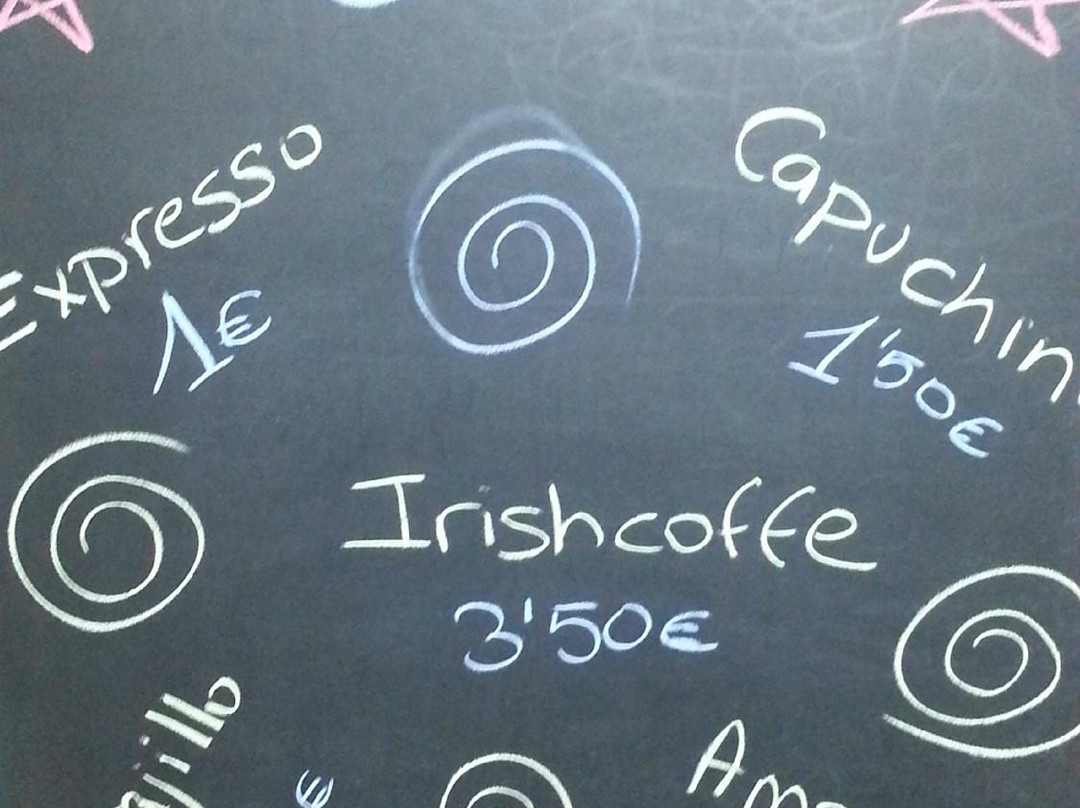 Expresso
1€
Capuchin
1'50€
Irishcoffe
3'50€
€